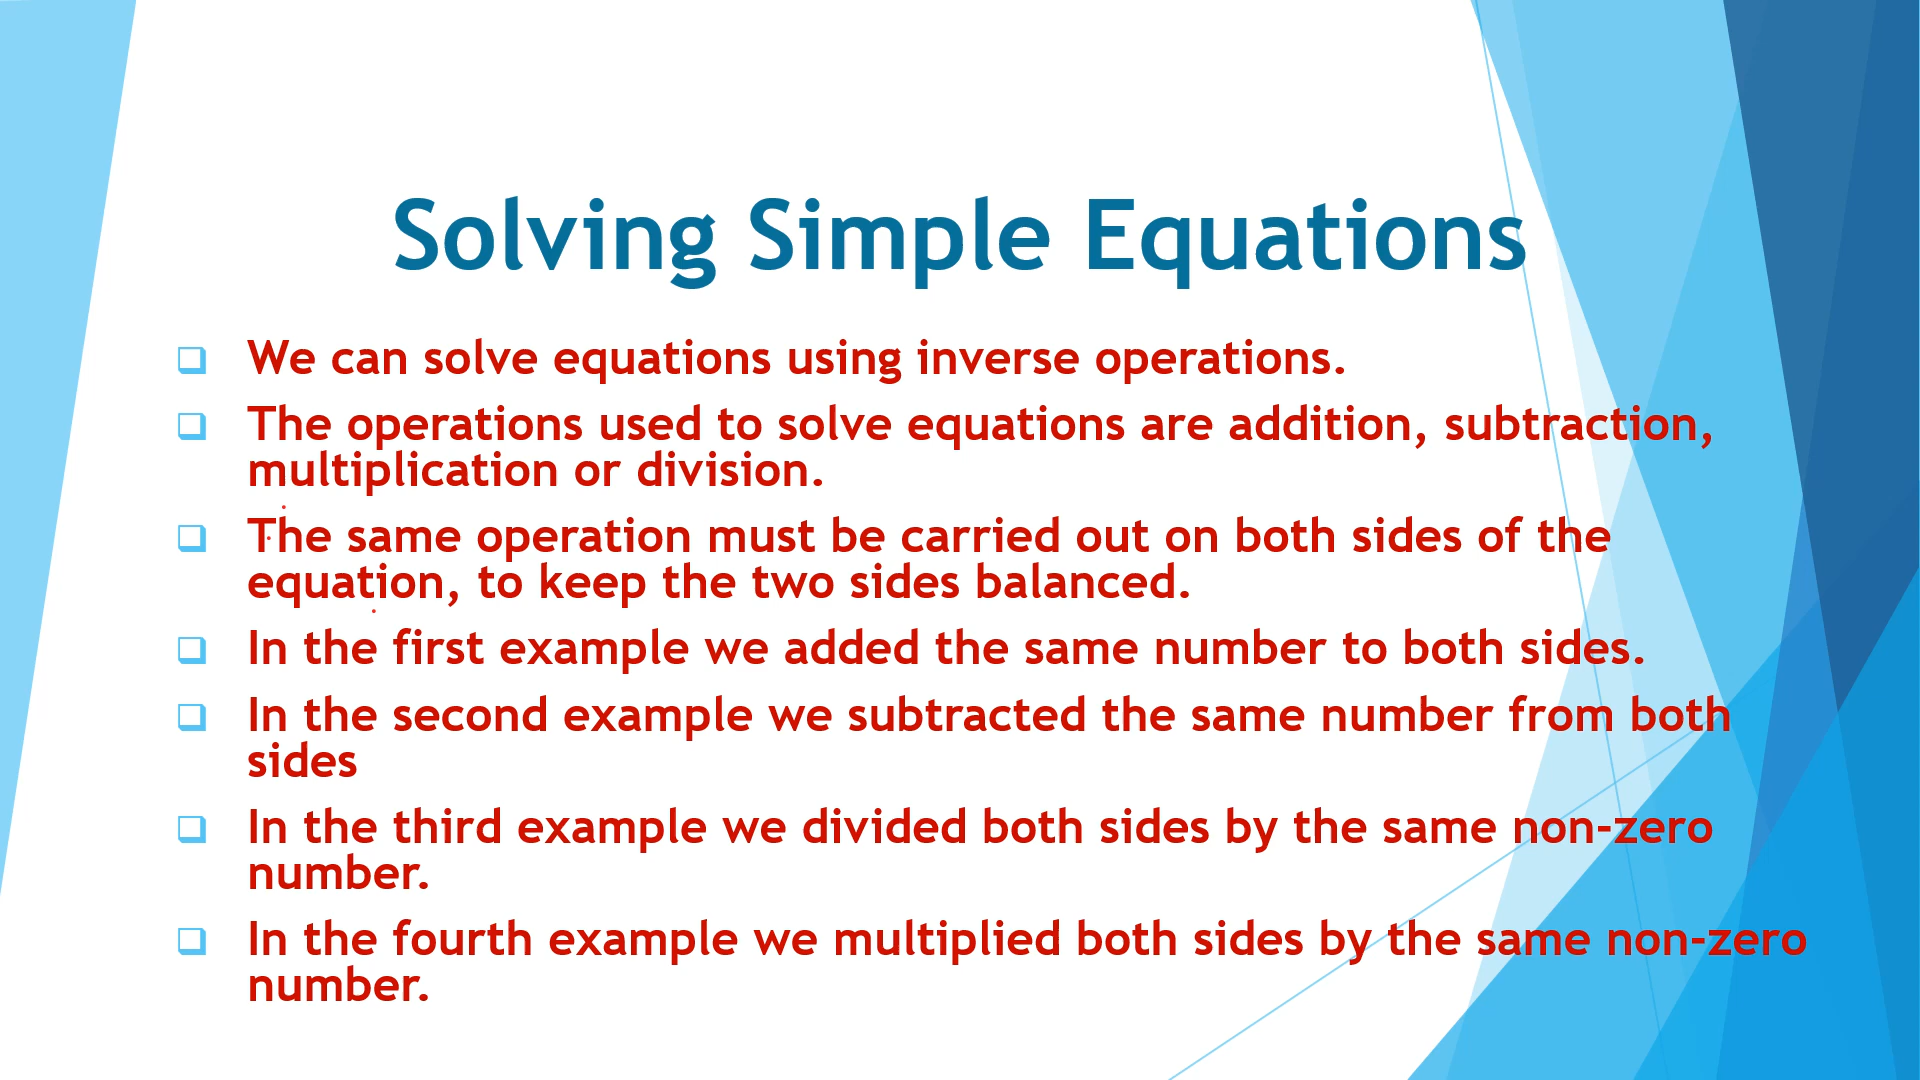 Solving Simple Equations
We can solve equations using inverse operations.
The operations used to solve equations are addition, subtraction,
multiplication or division.
The same operation must be carried out on both sides of the
equation, to keep the two sides balanced.
In the first example we added the same number to both sides.
In the second example we subtracted the same number from both
sides
In the third example we divided both sides by the same non-zero
number.
In the fourth example we multiplied both sides by the same non-zero
number.